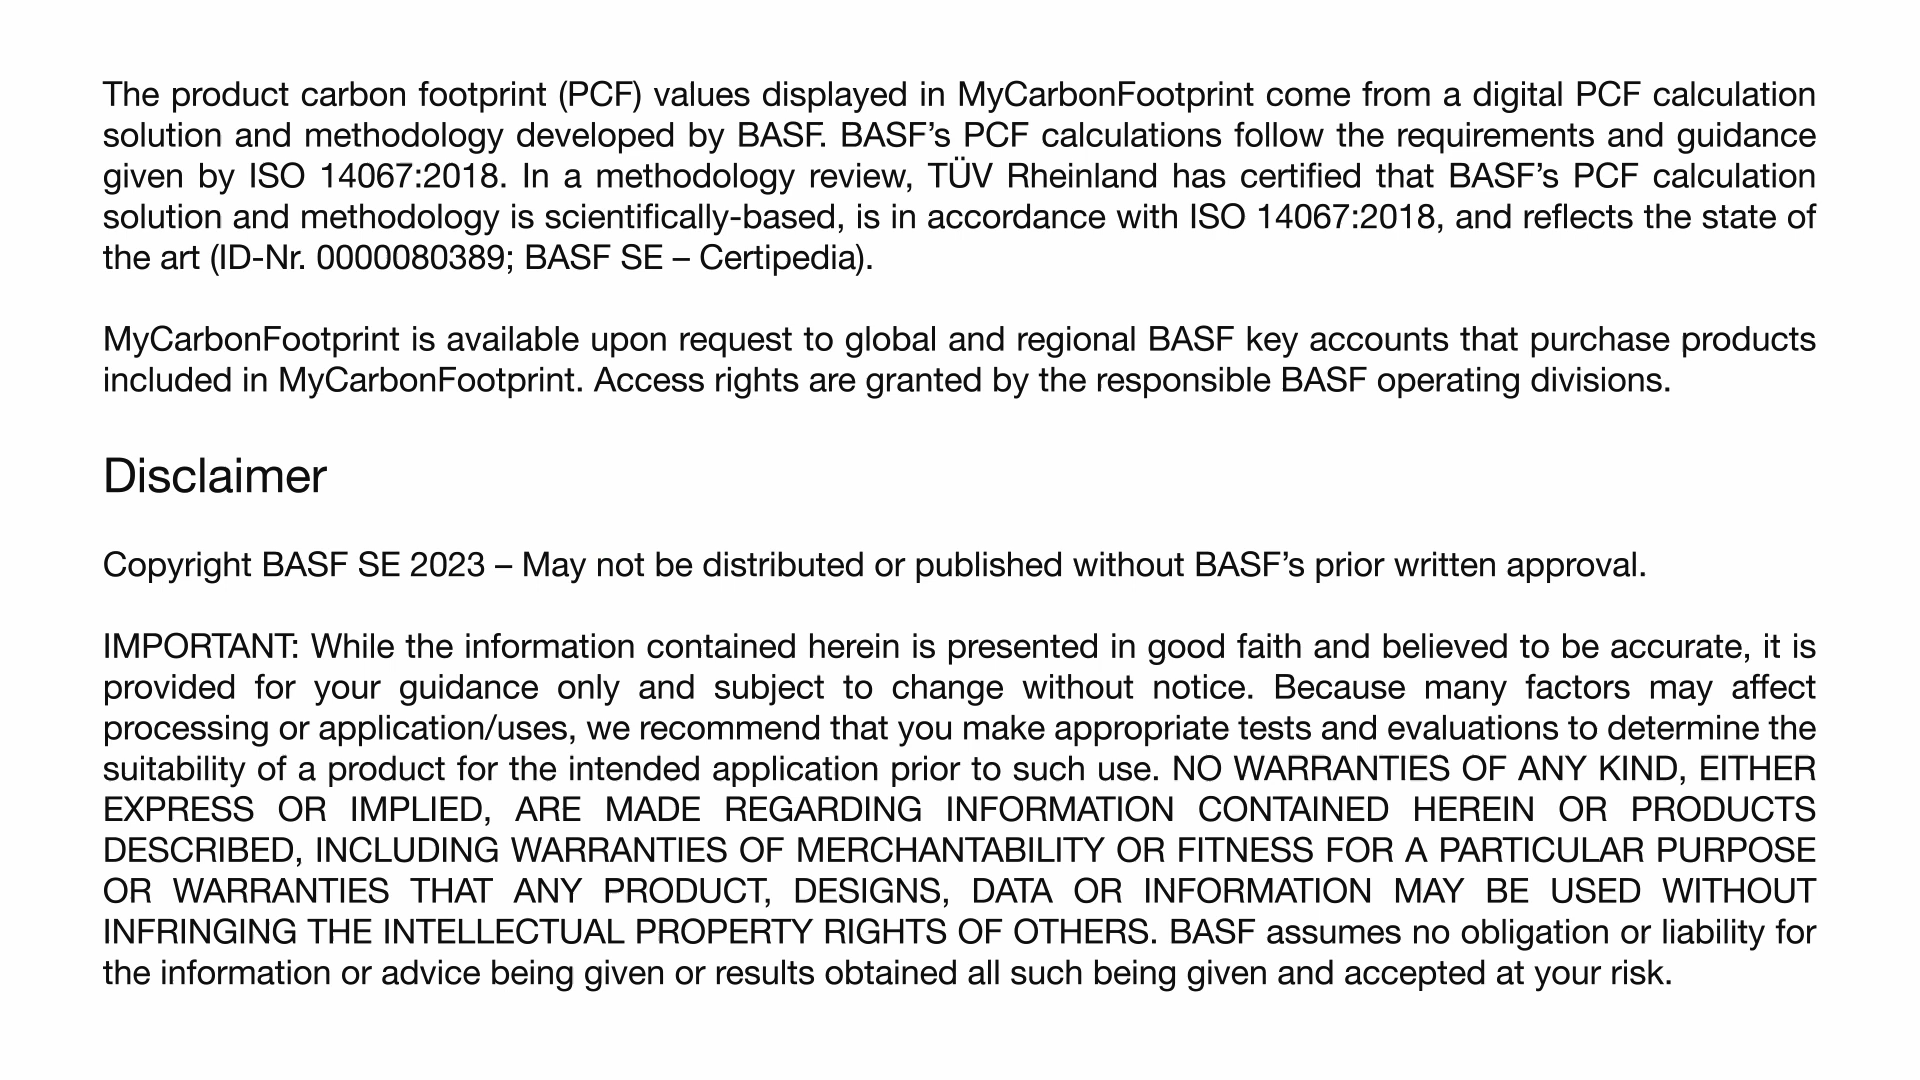 The product carbon footprint (PCF) values displayed in MyCarbonFootprint come from a digital PCF calculation
solution and methodology developed by BASF. BASF’s PCF calculations follow the requirements and guidance
given by ISO 14067:2018. In a methodology review, TÜV Rheinland has certified that BASF’s PCF calculation
solution and methodology is scientifically-based, is in accordance with ISO 14067:2018, and reflects the state of
the art (ID-Nr. 0000080389; BASF SE – Certipedia).
MyCarbonFootprint is available upon request to global and regional BASF key accounts that purchase products
included in MyCarbonFootprint. Access rights are granted by the responsible BASF operating divisions.
Disclaimer
Copyright BASF SE 2023 – May not be distributed or published without BASF’s prior written approval.
IMPORTANT: While the information contained herein is presented in good faith and believed to be accurate, it is
provided for your guidance only and subject to change without notice. Because many factors may affect
processing or application/uses, we recommend that you make appropriate tests and evaluations to determine the
suitability of a product for the intended application prior to such use. NO WARRANTIES OF ANY KIND, EITHER
EXPRESS OR IMPLIED, ARE MADE REGARDING INFORMATION CONTAINED HEREIN OR PRODUCTS
DESCRIBED, INCLUDING WARRANTIES OF MERCHANTABILITY OR FITNESS FOR A PARTICULAR PURPOSE
OR WARRANTIES THAT ANY PRODUCT, DESIGNS, DATA OR INFORMATION MAY BE USED WITHOUT
INFRINGING THE INTELLECTUAL PROPERTY RIGHTS OF OTHERS. BASF assumes no obligation or liability for
the information or advice being given or results obtained all such being given and accepted at your risk.